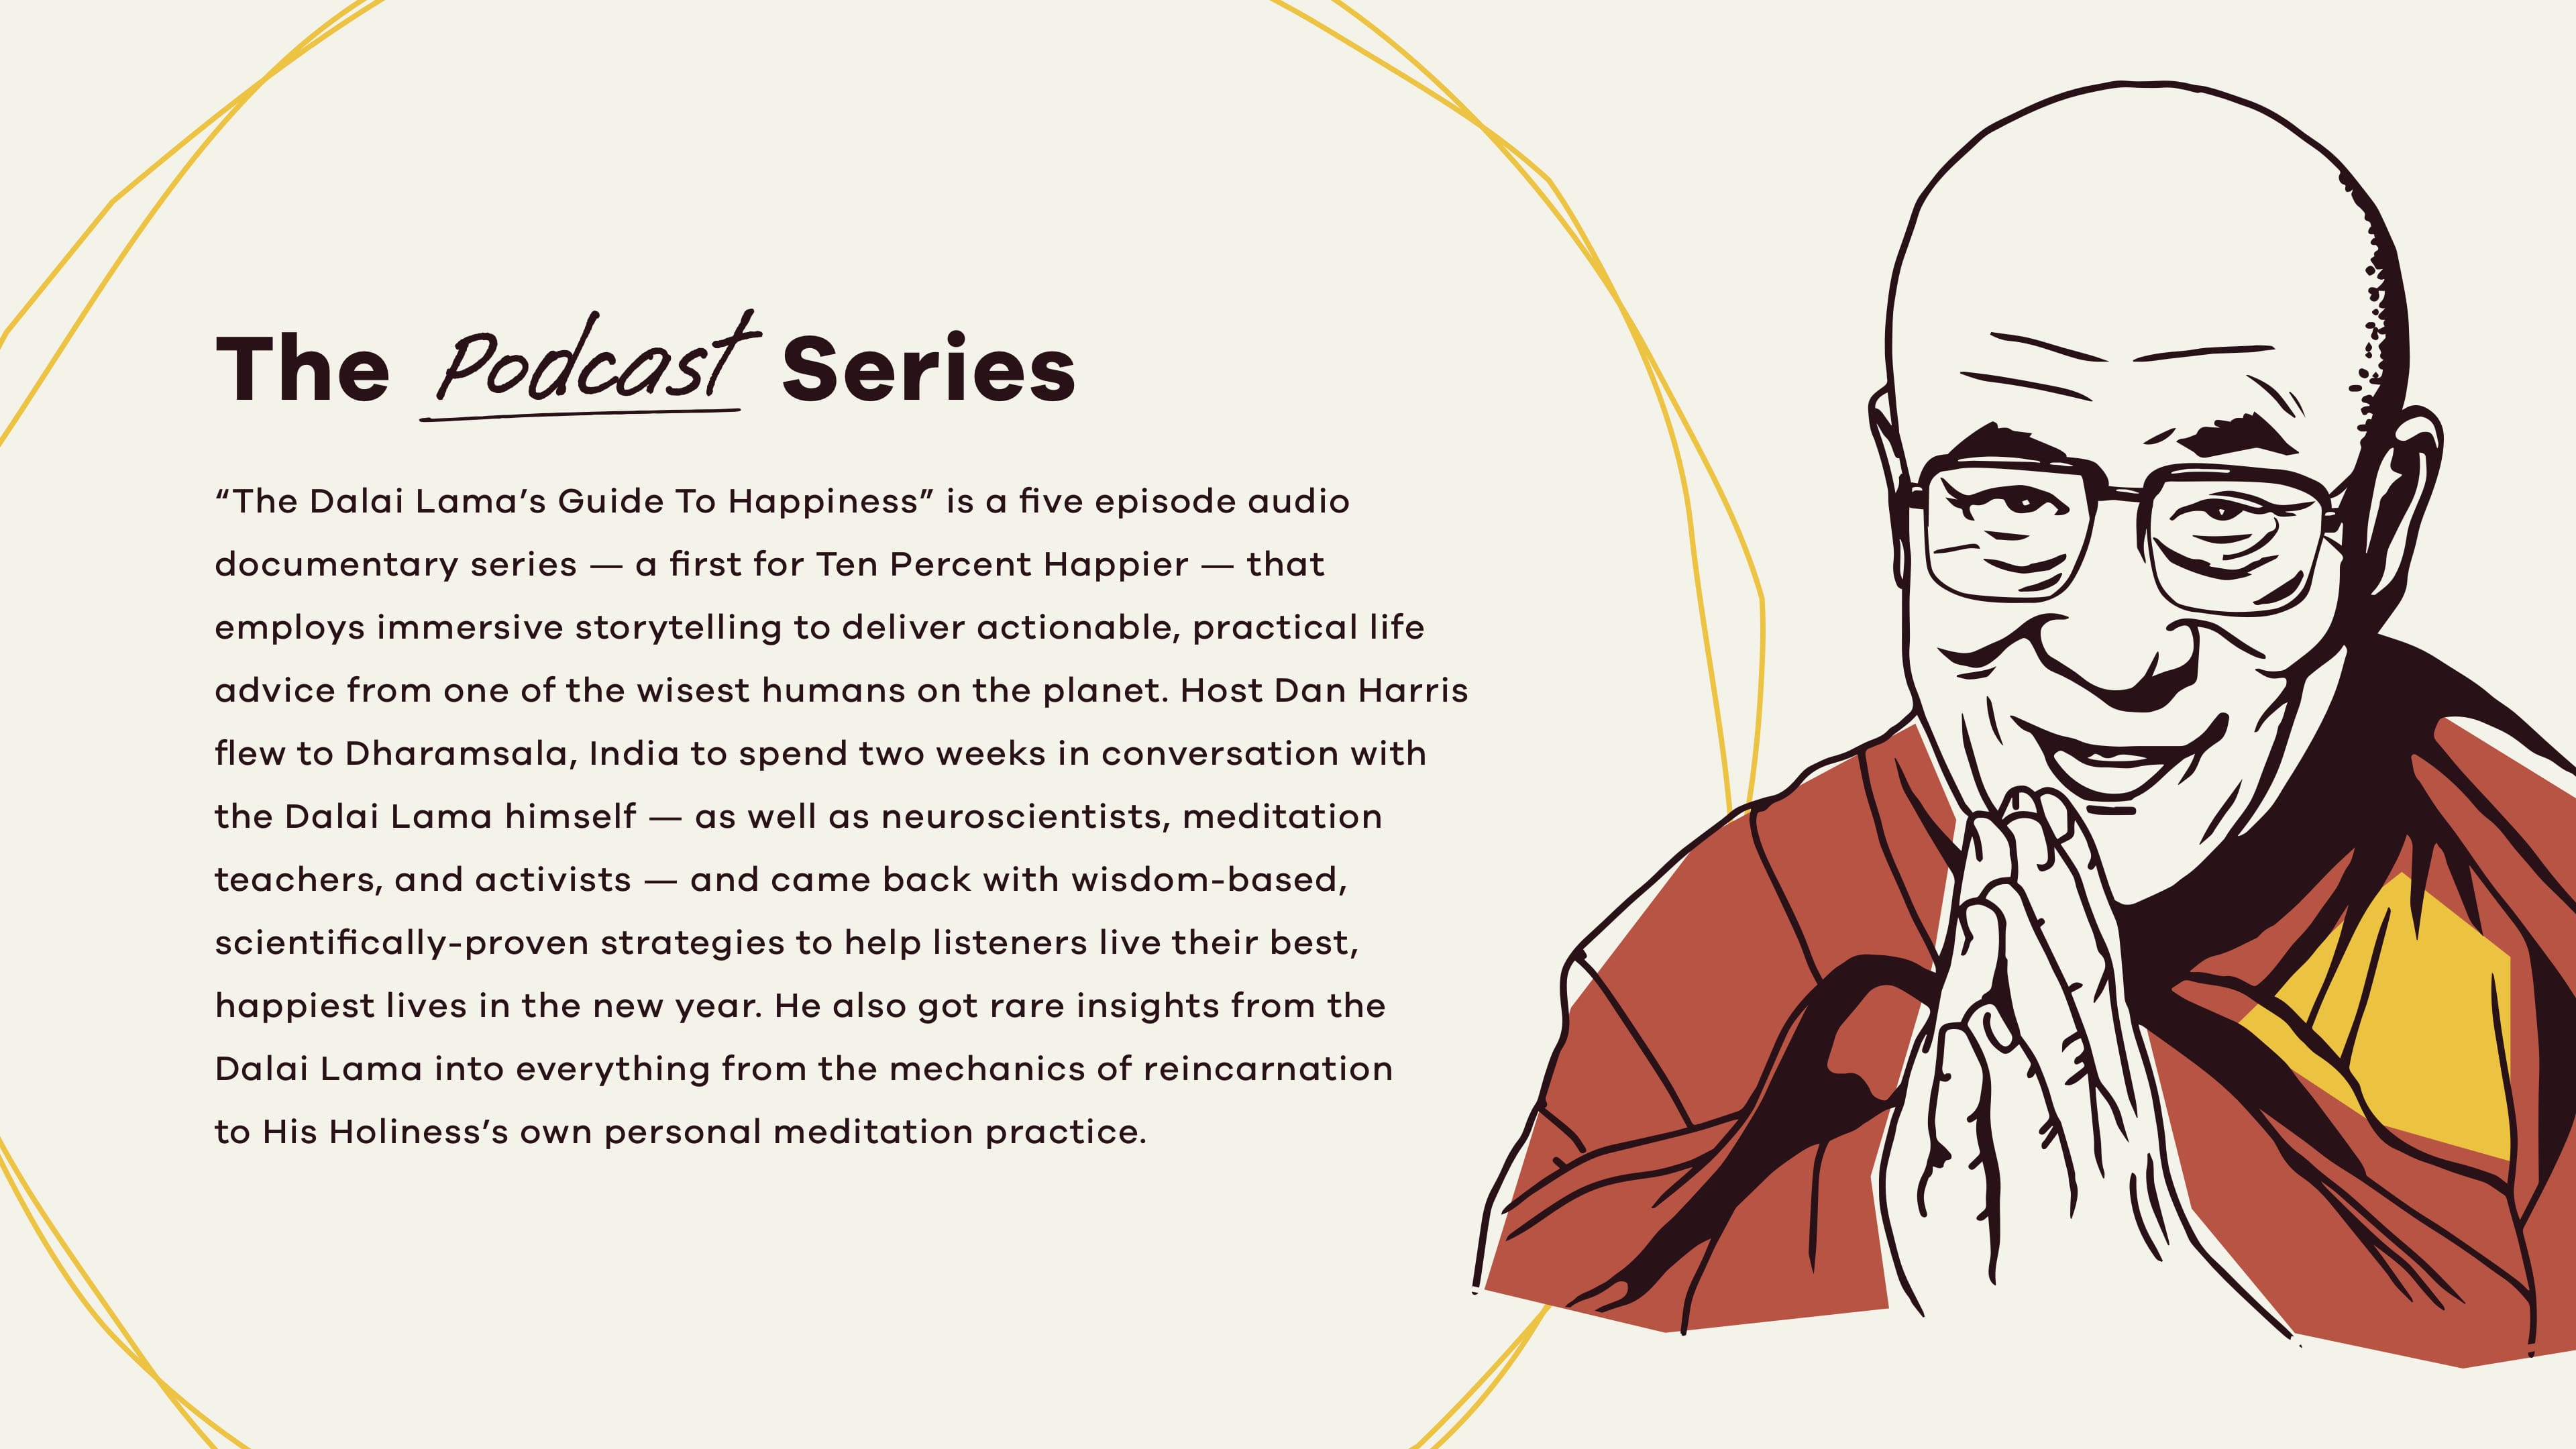 The Podcast Series
“The Dalai Lama’s Guide To Happiness” is a five episode audio
documentary series — a first for Ten Percent Happier — that
employs immersive storytelling to deliver actionable, practical life
advice from one of the wisest humans on the planet. Host Dan Harris
flew to Dharamsala, India to spend two weeks in conversation with
the Dalai Lama himself — as well as neuroscientists, meditation
teachers, and activists — and came back with wisdom-based,
scientifically-proven strategies to help listeners live their best,
happiest lives in the new year. He also got rare insights from the
Dalai Lama into everything from the mechanics of reincarnation
to His Holiness’s own personal meditation practice.